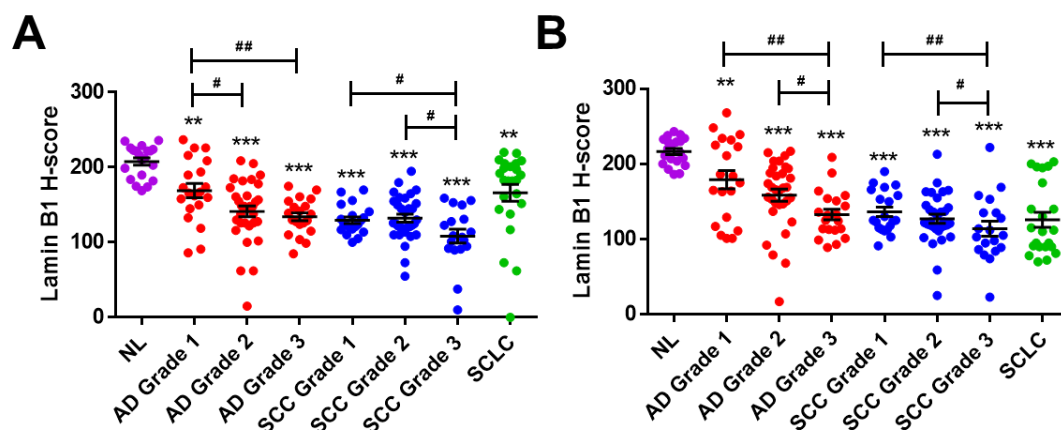 A
##
#
#
#
**
***
***
***
***
**
300
200
100
0
Lamin B1 H-score
NL
AD Grade 1
AD Grade 2
AD Grade 3
SCC Grade 1
SCC Grade 2
SCC Grade 3
SCLC
B
##
##
#
#
**
***
***
***
***
***
***
300
200
100
0
Lamin B1 H-score
NL
AD Grade 1
AD Grade 2
AD Grade 3
SCC Grade 1
SCC Grade 2
SCC Grade 3
SCLC